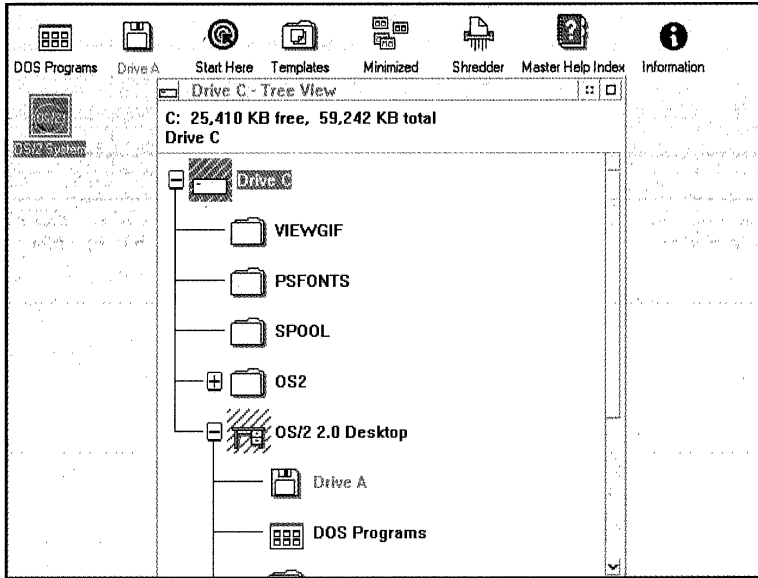 DOS Programs Drive A Start Here Templates Minimized Shredder Master Help Index Information
OS/2 System
Drive C - Tree View
C: 25,410 KB free, 59,242 KB total
Drive C
Drive C
VIEWGIF
PSFONTS
SPOOL
OS2
OS/2 2.0 Desktop
Drive A
DOS Programs